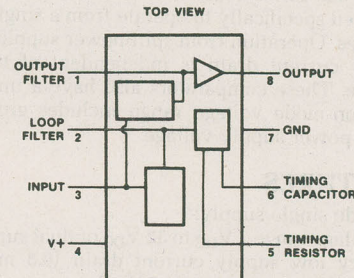 TOP VIEW
OUTPUT FILTER 1
LOOP FILTER 2
INPUT 3
V+ 4
8 OUTPUT
7 GND
6 TIMING CAPACITOR
5 TIMING RESISTOR